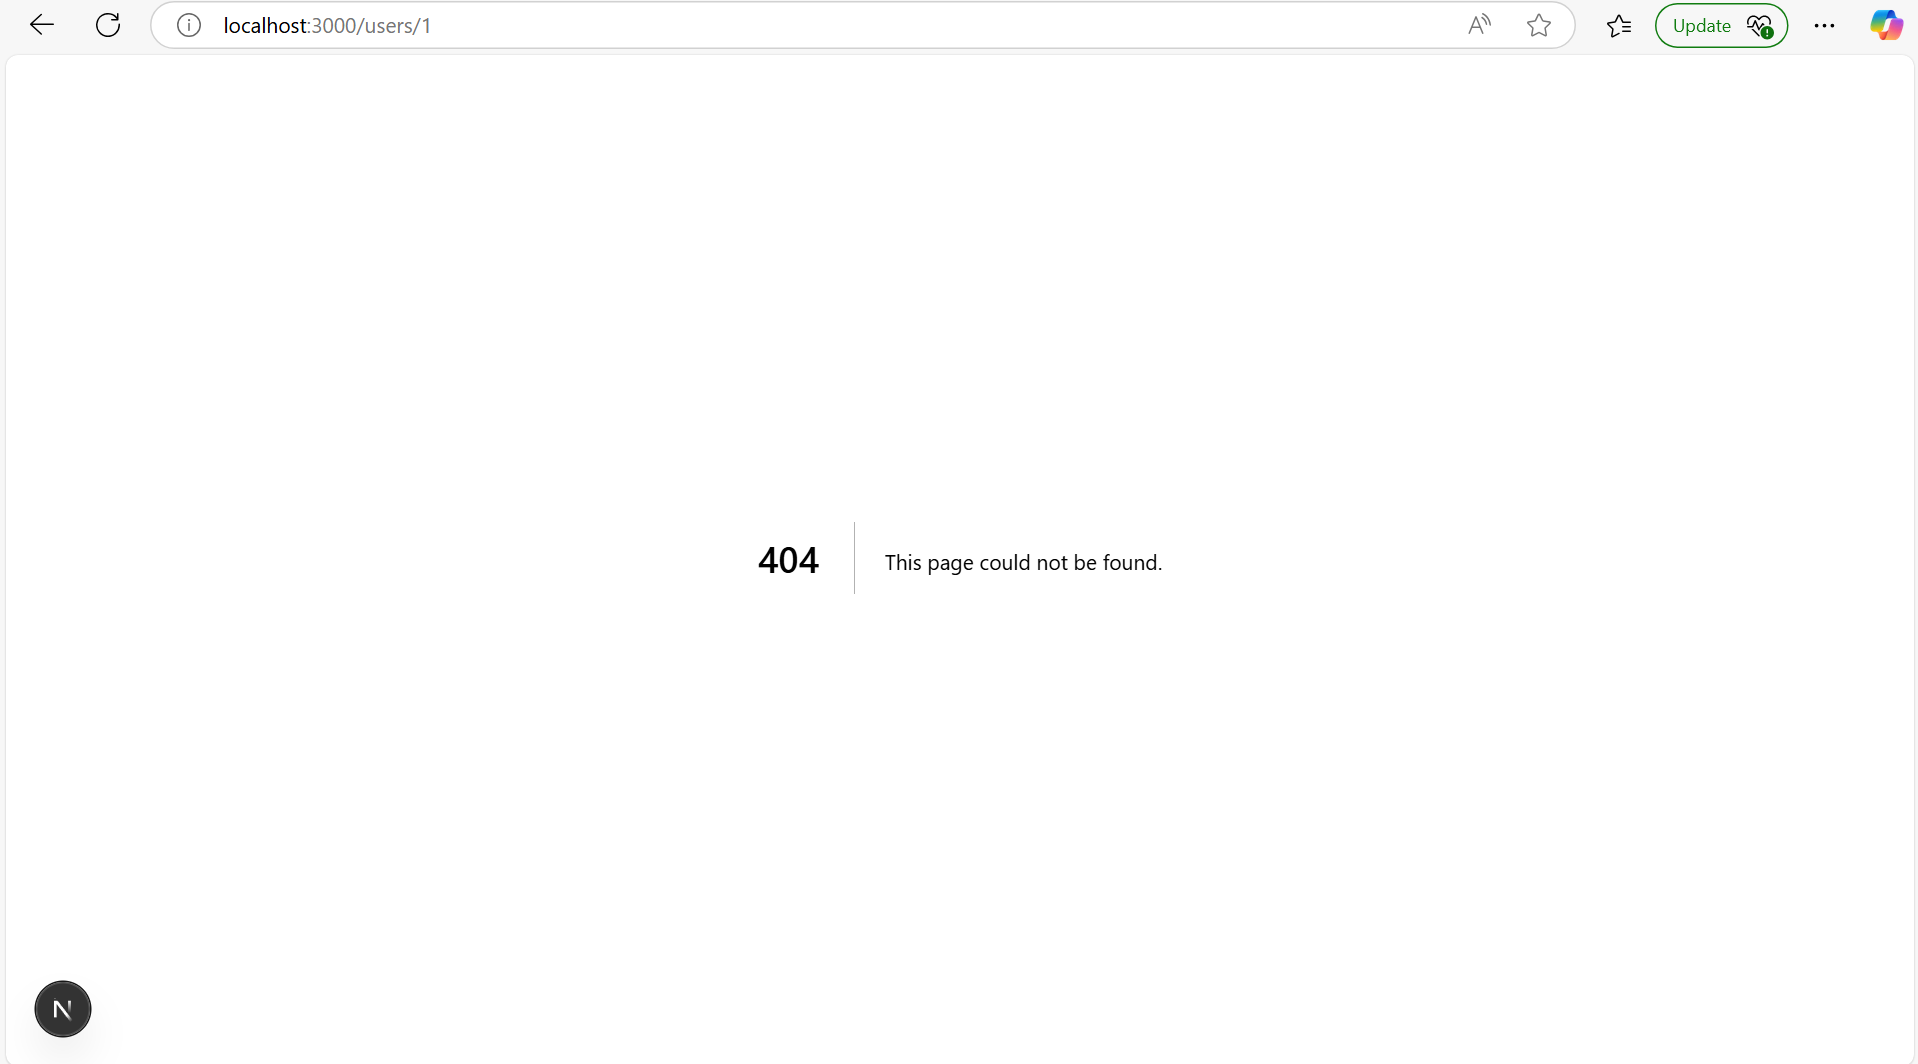 localhost:3000/users/1
A
Update
404
This page could not be found.
N